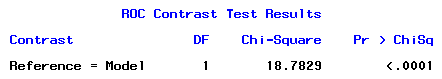 ROC Contrast Test Results
Contrast DF Chi-Square Pr > ChiSq
Reference = Model 1 18.7829 <.0001